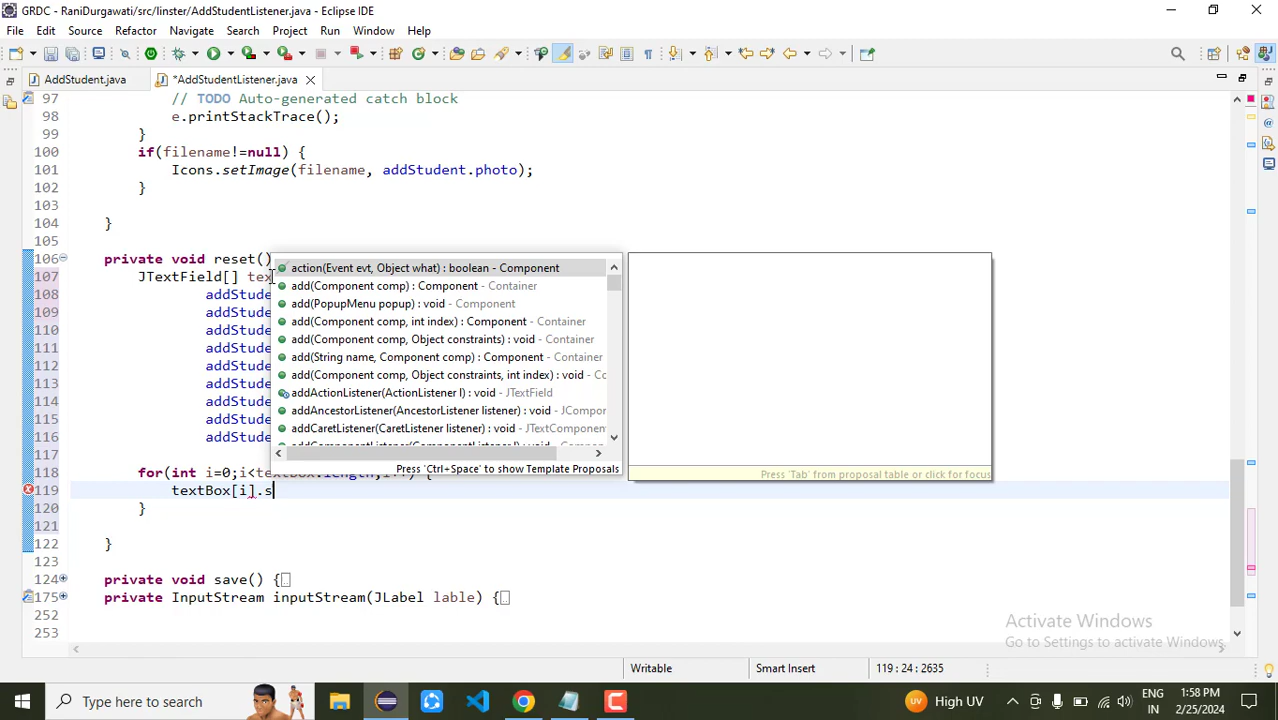 GRDC - RaniDurgawati/src/linster/AddStudentListener.java - Eclipse IDE
File Edit Source Refactor Navigate Search Project Run Window Help
AddStudent.java *AddStudentListener.java
97 // TODO Auto-generated catch block
98 e.printStackTrace();
99 }
100 if(filename!=null) {
101 Icons.setImage(filename, addStudent.photo);
102 }
103
104 }
105
106 private void reset()
107 JTextField[] tex
108 addStude
109 addStude
110 addStude
111 addStude
112 addStude
113 addStude
114 addStude
115 addStude
116 addStude
action(Event evt, Object what) : boolean - Component
add(Component comp) : Component - Container
add(PopupMenu popup) : void - Component
add(Component comp, int index) : Component - Container
add(Component comp, Object constraints) : void - Container
add(String name, Component comp) : Component - Container
add(Component comp, Object constraints, int index) : void - Co
addActionListener(ActionListener l) : void - JTextField
addAncestorListener(AncestorListener listener) : void - JCompor
addCaretListener(CaretListener listener) : void - JTextComponent
addComponentListener(ComponentListener l) : void - Compon
Press 'Ctrl+Space' to show Template Proposals
Press 'Tab' from proposal table or click for focus
118 for(int i=0;i<textBox.length;i++) {
119 textBox[i].s
120 }
121
122 }
123
124 private void save() {
175 private InputStream inputStream(JLabel lable) {
252
253
Activate Windows
Go to Settings to activate Windows.
Writable Smart Insert 119 : 24 : 2635
Type here to search
High UV
ENG
IN
1:58 PM
2/25/2024